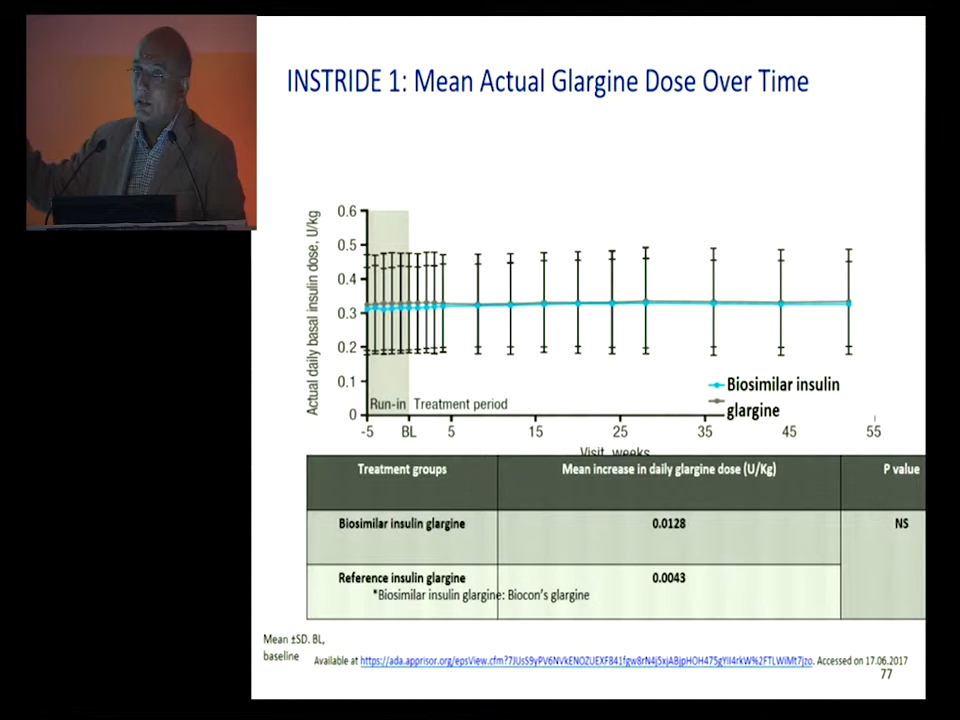 INSTRIDE 1: Mean Actual Glargine Dose Over Time
Actual daily basal insulin dose, U/kg
0.6
0.5
0.4
0.3
0.2
0.1
0
Run-in Treatment period
Biosimilar insulin
glargine
-5 BL 5 15 25 35 45 55
Visit, weeks
Treatment groups Mean increase in daily glargine dose (U/Kg) P value
Biosimilar insulin glargine 0.0128 NS
Reference insulin glargine 0.0043
*Biosimilar insulin glargine: Biocon's glargine
Mean ±SD. BL,
baseline
Available at Accessed on 17.06.2017
77